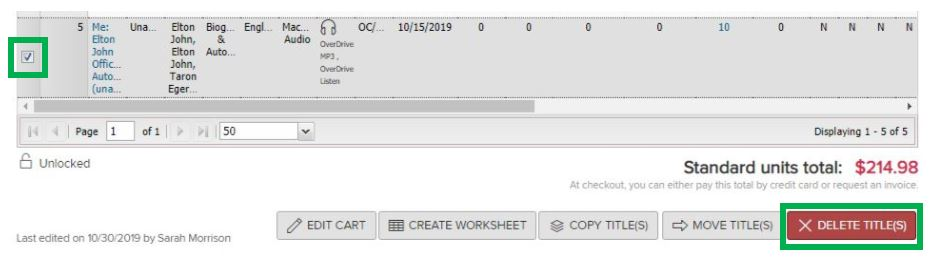 5 Me: Una... Elton Biog... Engl... Mac... OC/... 10/15/2019 0 0 0 0 10 0 N N N N
Elton John, & Audio OverDrive
John Elton Auto... MP3 ,
Offic... John, OverDrive
Auto... Taron Listen
(una... Eger...
Page 1 of 1 50 Displaying 1 - 5 of 5
Unlocked
Standard units total: $214.98
At checkout, you can either pay this total by credit card or request an invoice.
EDIT CART CREATE WORKSHEET COPY TITLE(S) MOVE TITLE(S) DELETE TITLE(S)
Last edited on 10/30/2019 by Sarah Morrison